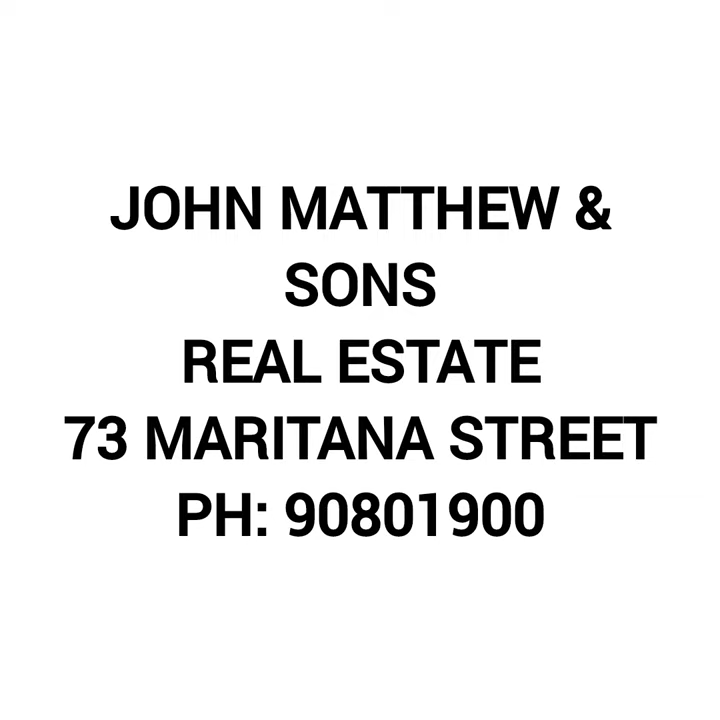 JOHN MATTHEW &
SONS
REAL ESTATE
73 MARITANA STREET
PH: 90801900